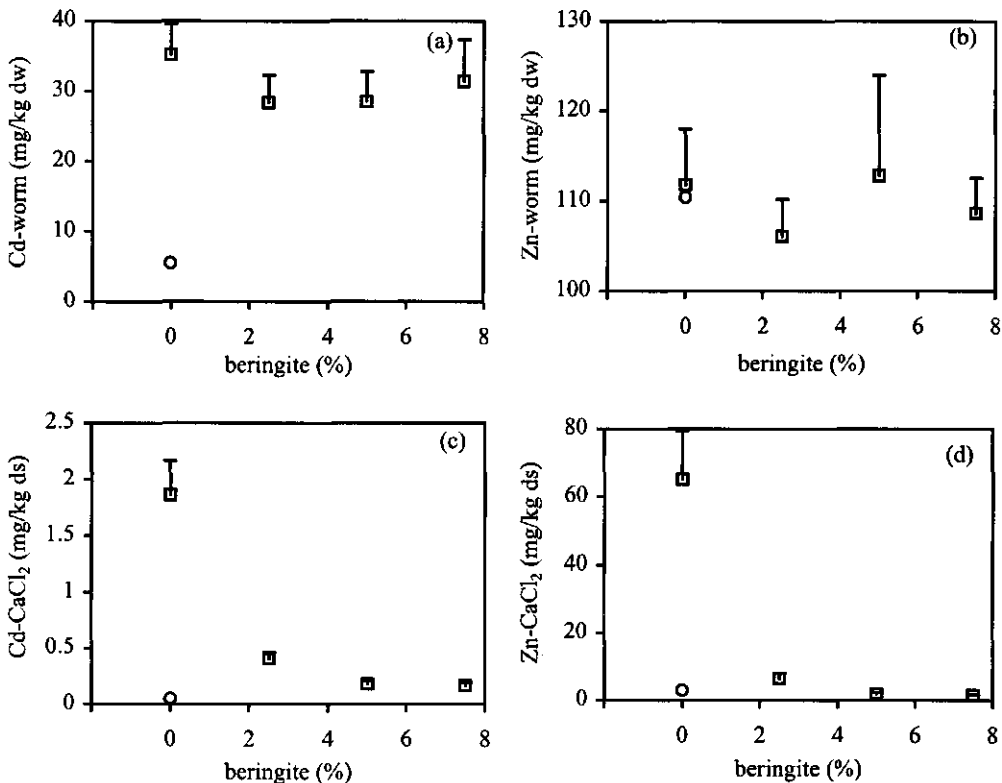 (a)
Cd-worm (mg/kg dw)
40
30
20
10
0
0 2 4 6 8
beringite (%)
(b)
Zn-worm (mg/kg dw)
130
120
110
100
0 2 4 6 8
beringite (%)
(c)
Cd-CaCl₂ (mg/kg ds)
2.5
2
1.5
1
0.5
0
0 2 4 6 8
beringite (%)
(d)
Zn-CaCl₂ (mg/kg ds)
80
60
40
20
0
0 2 4 6 8
beringite (%)